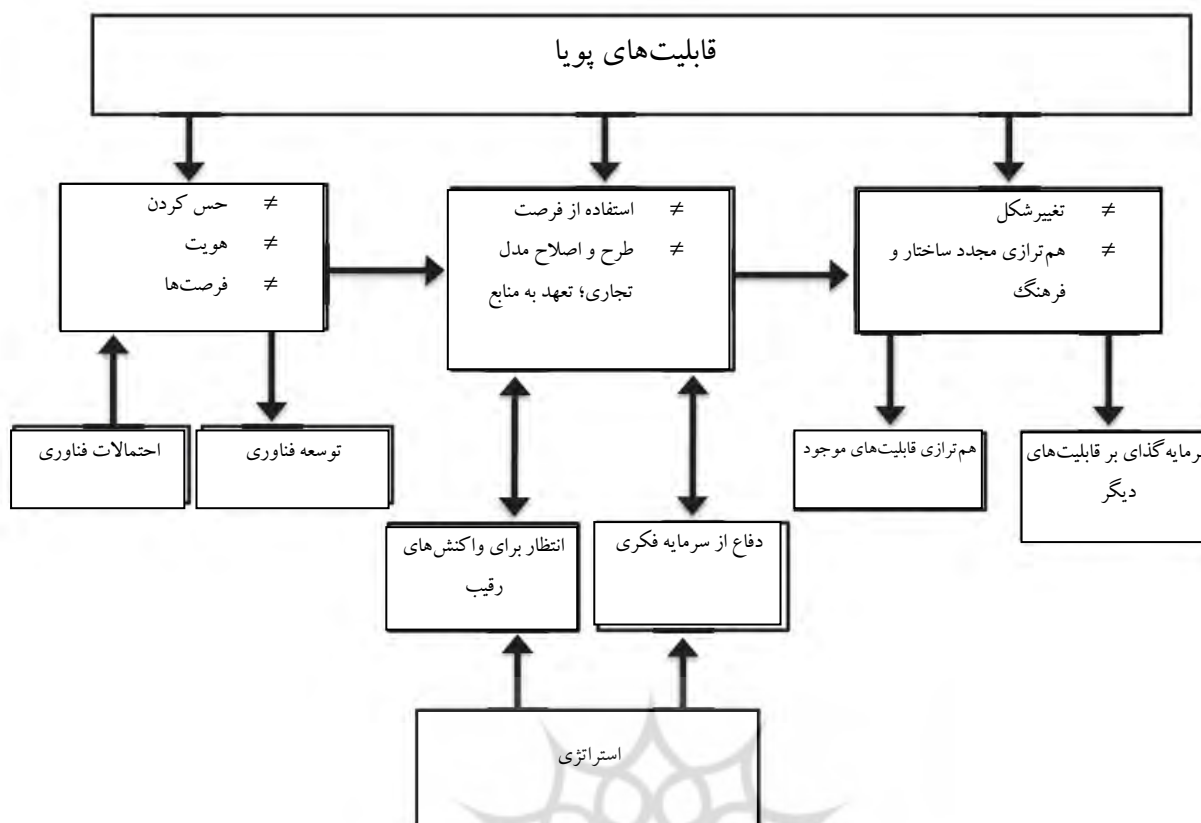 قابلیت‌های پویا
≠ حس کردن
≠ هویت
≠ فرصت‌ها
≠ استفاده از فرصت
≠ طرح و اصلاح مدل
تجاری؛ تعهد به منابع
≠ تغییرشکل
≠ هم‌ترازی مجدد ساختار و
فرهنگ
احتمالات فناوری
توسعه فناوری
هم‌ترازی قابلیت‌های موجود
رمایه‌گذای بر قابلیت‌های
دیگر
انتظار برای واکنش‌های
رقیب
دفاع از سرمایه فکری
استراتژی